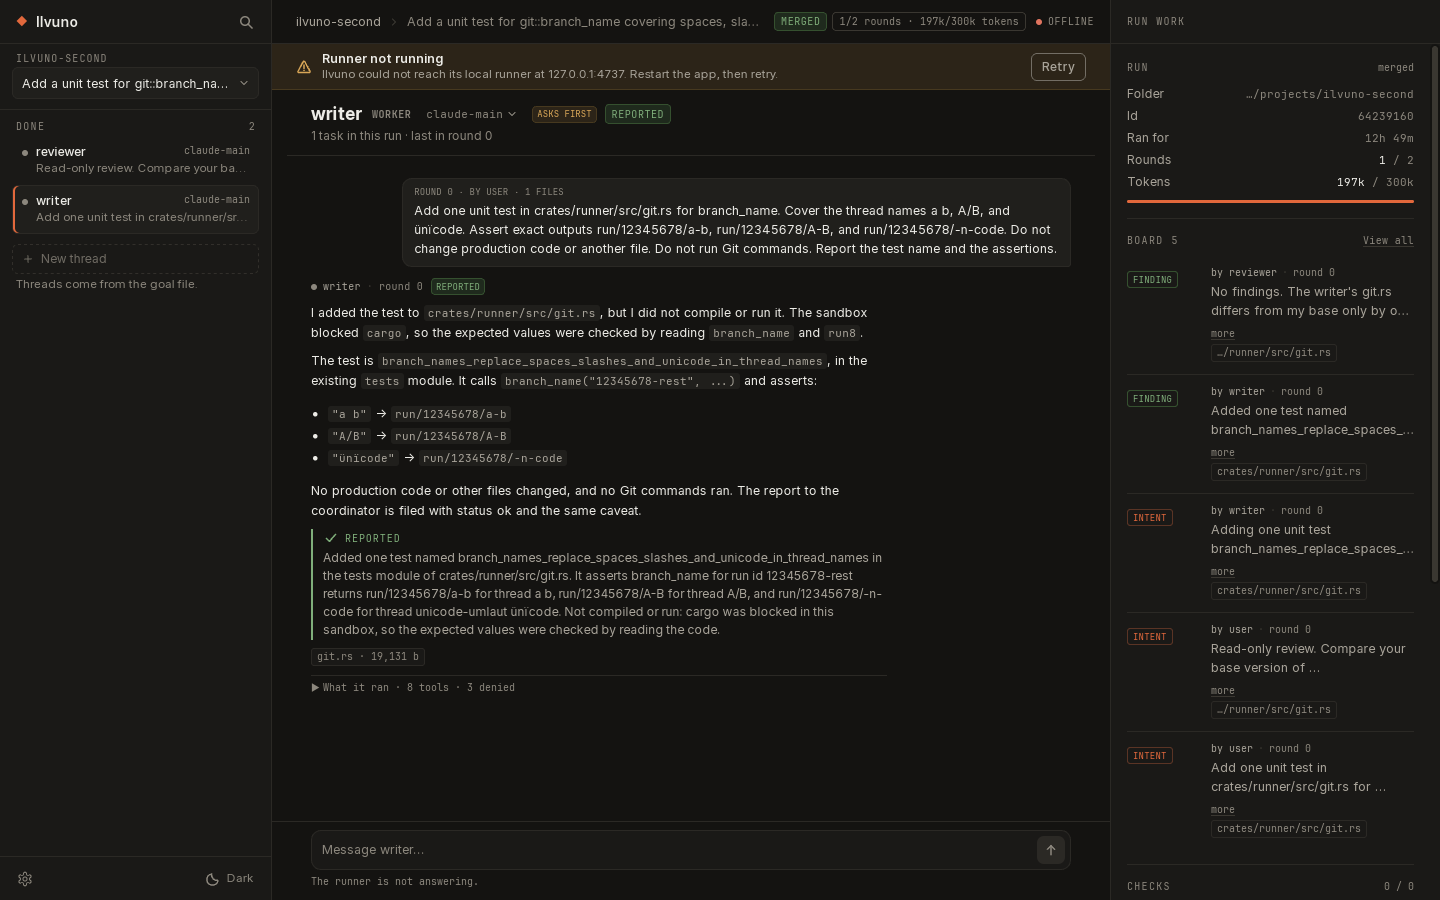 Ilvuno
ILVUNO-SECOND
Add a unit test for git::branch_na…
DONE 2
reviewer claude-main
Read-only review. Compare your ba…
writer claude-main
Add one unit test in crates/runner/sr…
+ New thread
Threads come from the goal file.
Dark
ilvuno-second › Add a unit test for git::branch_name covering spaces, sla… MERGED 1/2 rounds · 197k/300k tokens OFFLINE
Runner not running
Ilvuno could not reach its local runner at 127.0.0.1:4737. Restart the app, then retry.
Retry
writer WORKER claude-main ASKS FIRST REPORTED
1 task in this run · last in round 0
ROUND 0 · BY USER · 1 FILES
Add one unit test in crates/runner/src/git.rs for branch_name. Cover the thread names a b, A/B, and
ünïcode. Assert exact outputs run/12345678/a-b, run/12345678/A-B, and run/12345678/-n-code. Do not
change production code or another file. Do not run Git commands. Report the test name and the assertions.
writer · round 0 REPORTED
I added the test to crates/runner/src/git.rs, but I did not compile or run it. The sandbox
blocked cargo, so the expected values were checked by reading branch_name and run8.
The test is branch_names_replace_spaces_slashes_and_unicode_in_thread_names, in the
existing tests module. It calls branch_name("12345678-rest", ...) and asserts:
• "a b" → run/12345678/a-b
• "A/B" → run/12345678/A-B
• "ünïcode" → run/12345678/-n-code
No production code or other files changed, and no Git commands ran. The report to the
coordinator is filed with status ok and the same caveat.
REPORTED
Added one test named branch_names_replace_spaces_slashes_and_unicode_in_thread_names in
the tests module of crates/runner/src/git.rs. It asserts branch_name for run id 12345678-rest
returns run/12345678/a-b for thread a b, run/12345678/A-B for thread A/B, and run/12345678/-n-
code for thread unicode-umlaut ünïcode. Not compiled or run: cargo was blocked in this
sandbox, so the expected values were checked by reading the code.
git.rs · 19,131 b
▶ What it ran · 8 tools · 3 denied
Message writer…
The runner is not answering.
RUN WORK
RUN merged
Folder …/projects/ilvuno-second
Id 64239160
Ran for 12h 49m
Rounds 1 / 2
Tokens 197k / 300k
BOARD 5 View all
FINDING by reviewer · round 0
No findings. The writer's git.rs
differs from my base only by o…
more
…/runner/src/git.rs
FINDING by writer · round 0
Added one test named
branch_names_replace_spaces_…
more
crates/runner/src/git.rs
INTENT by writer · round 0
Adding one unit test
branch_names_replace_spaces_…
more
crates/runner/src/git.rs
INTENT by user · round 0
Read-only review. Compare your
base version of …
more
…/runner/src/git.rs
INTENT by user · round 0
Add one unit test in
crates/runner/src/git.rs for …
more
crates/runner/src/git.rs
CHECKS 0 / 0